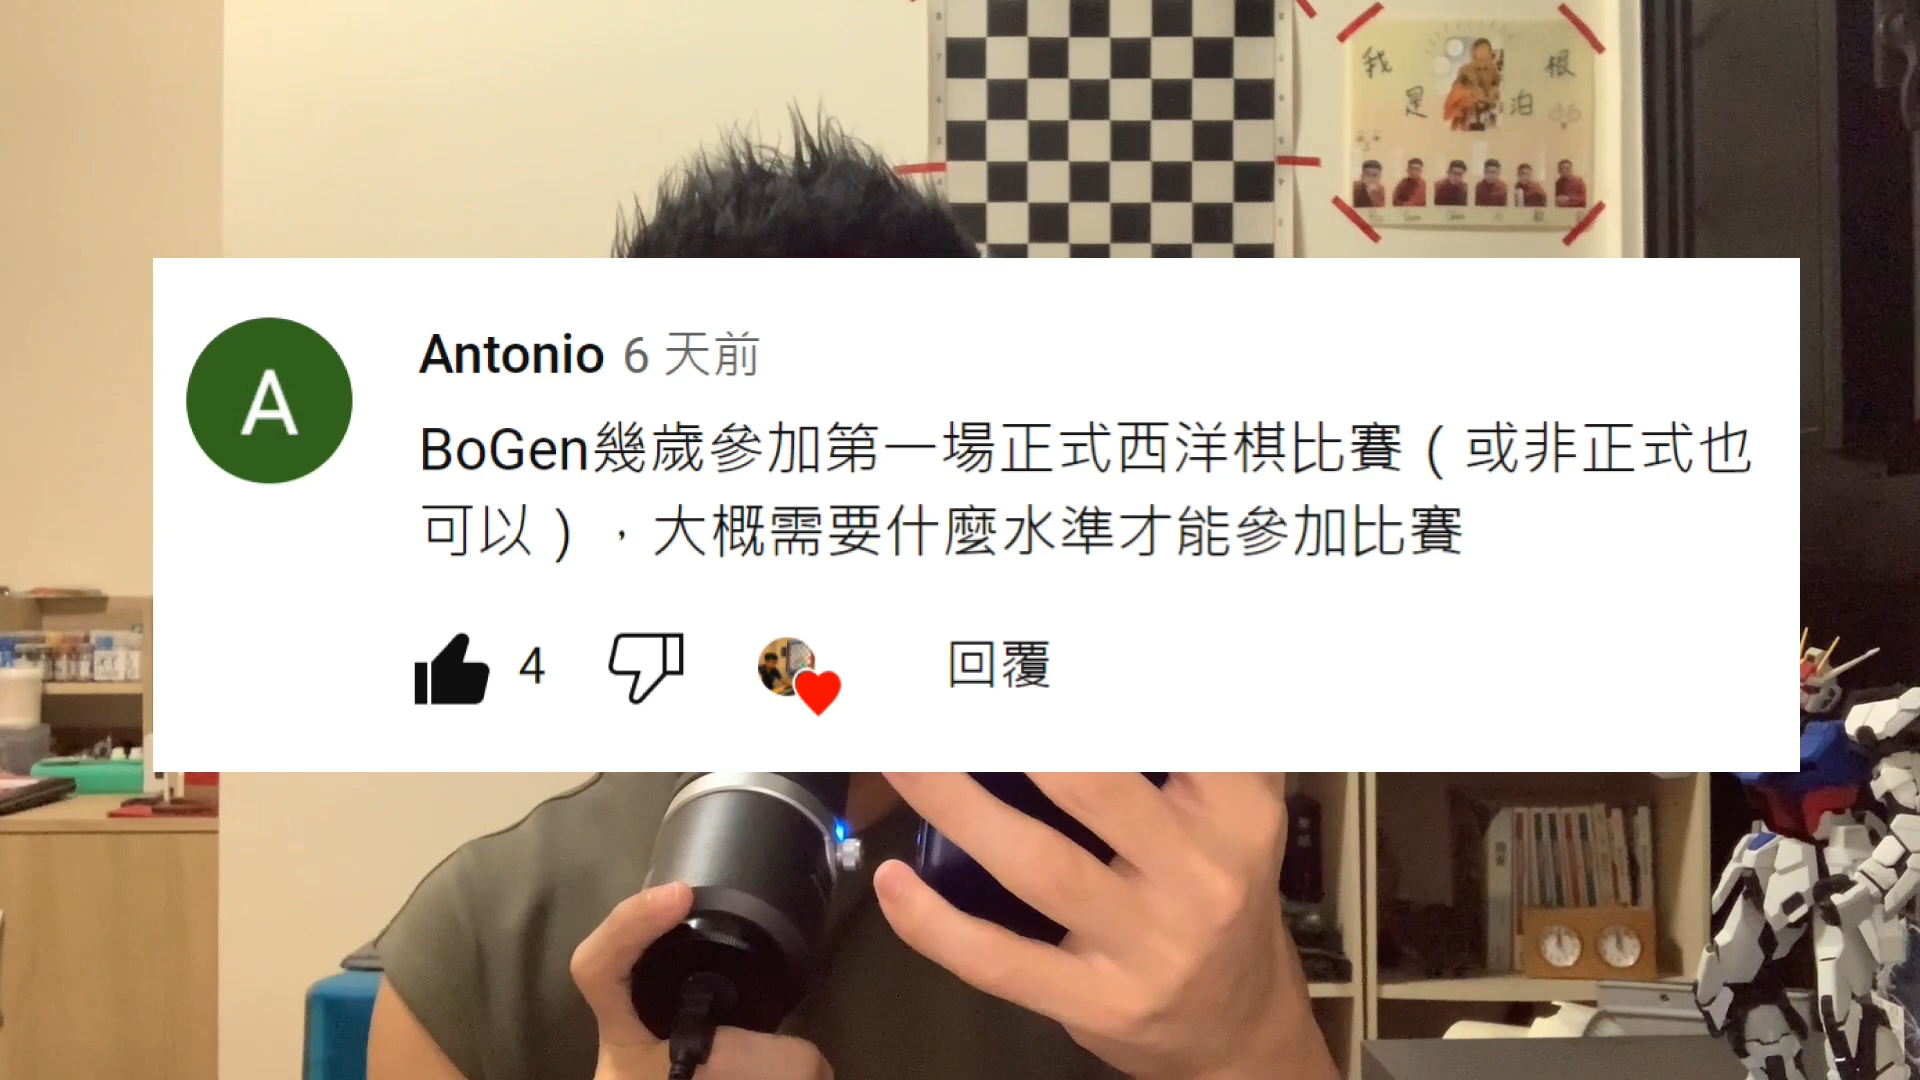 我 根
是 泊
Antonio 6 天前
BoGen幾歲參加第一場正式西洋棋比賽（或非正式也
可以），大概需要什麼水準才能參加比賽
A
4 回覆